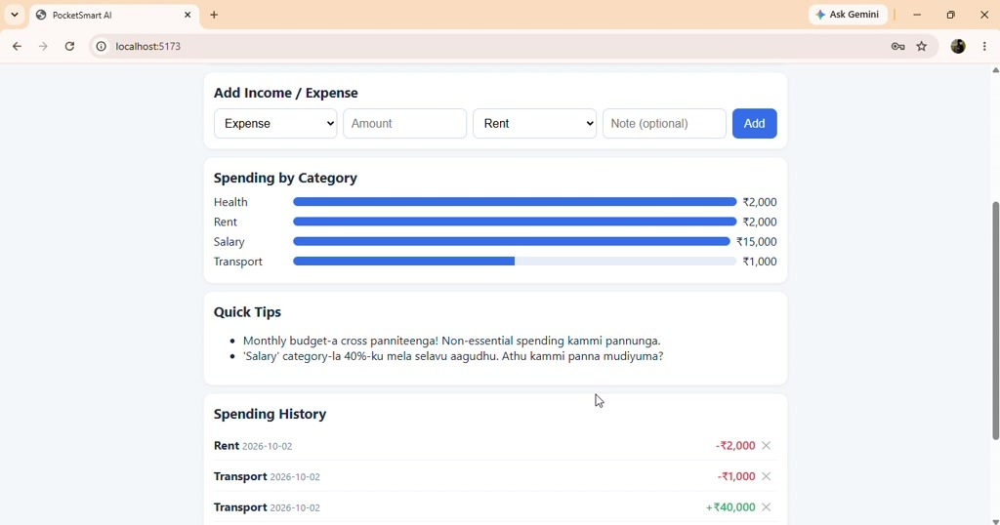 PocketSmart AI
Ask Gemini
localhost:5173
Add Income / Expense
Expense Amount Rent Note (optional) Add
Spending by Category
Health ₹2,000
Rent ₹2,000
Salary ₹15,000
Transport ₹1,000
Quick Tips
• Monthly budget-a cross panniteenga! Non-essential spending kammi pannunga.
• 'Salary' category-la 40%-ku mela selavu aagudhu. Athu kammi panna mudiyuma?
Spending History
Rent 2026-10-02 -₹2,000
Transport 2026-10-02 -₹1,000
Transport 2026-10-02 +₹40,000